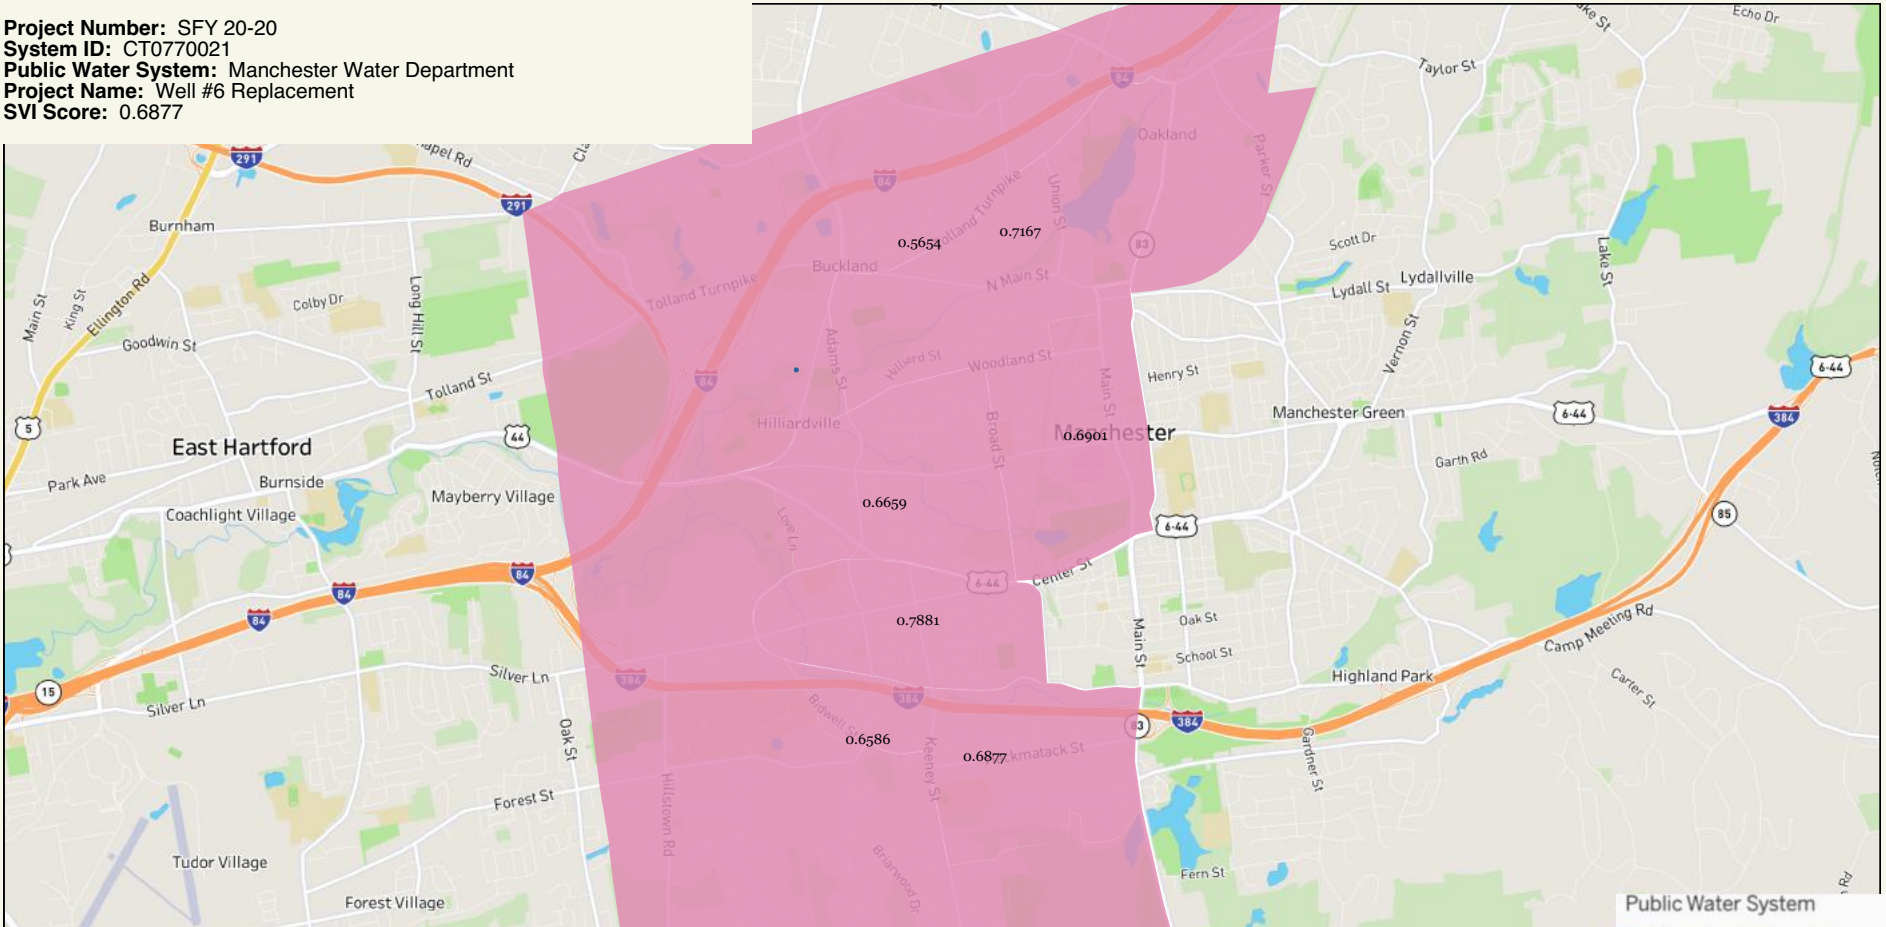 Project Number: SFY 20-20
System ID: CT0770021
Public Water System: Manchester Water Department
Project Name: Well #6 Replacement
SVI Score: 0.6877
Echo Dr
Taylor St
84
Oakland
Parker St
291
291
84
Burnham
Tolland Turnpike
Union St
0.5654
0.7167
83
Scott Dr
Lake St
Main St
King St
Ellington Rd
Colby Dr
Long Hill St
Tolland Turnpike
Buckland
N Main St
Lydall St
Lydallville
Goodwin St
Adams St
Hilliard St
Woodland St
Vernon St
6-44
Tolland St
84
Main St
Henry St
5
44
Hilliardville
Broad St
Manchester
0.6901
Manchester Green
6-44
384
East Hartford
Park Ave
Burnside
Mayberry Village
Garth Rd
Coachlight Village
Love Ln
0.6659
6-44
85
84
84
84
6-44
Center St
0.7881
Main St
Oak St
School St
Camp Meeting Rd
15
Silver Ln
Silver Ln
384
384
Highland Park
Carter St
Oak St
0.6586
Keeney St
0.6877
384
Gardner St
Forest St
Hillstown Rd
Tudor Village
Briarwood Dr
Fern St
Rd
Forest Village
Public Water System